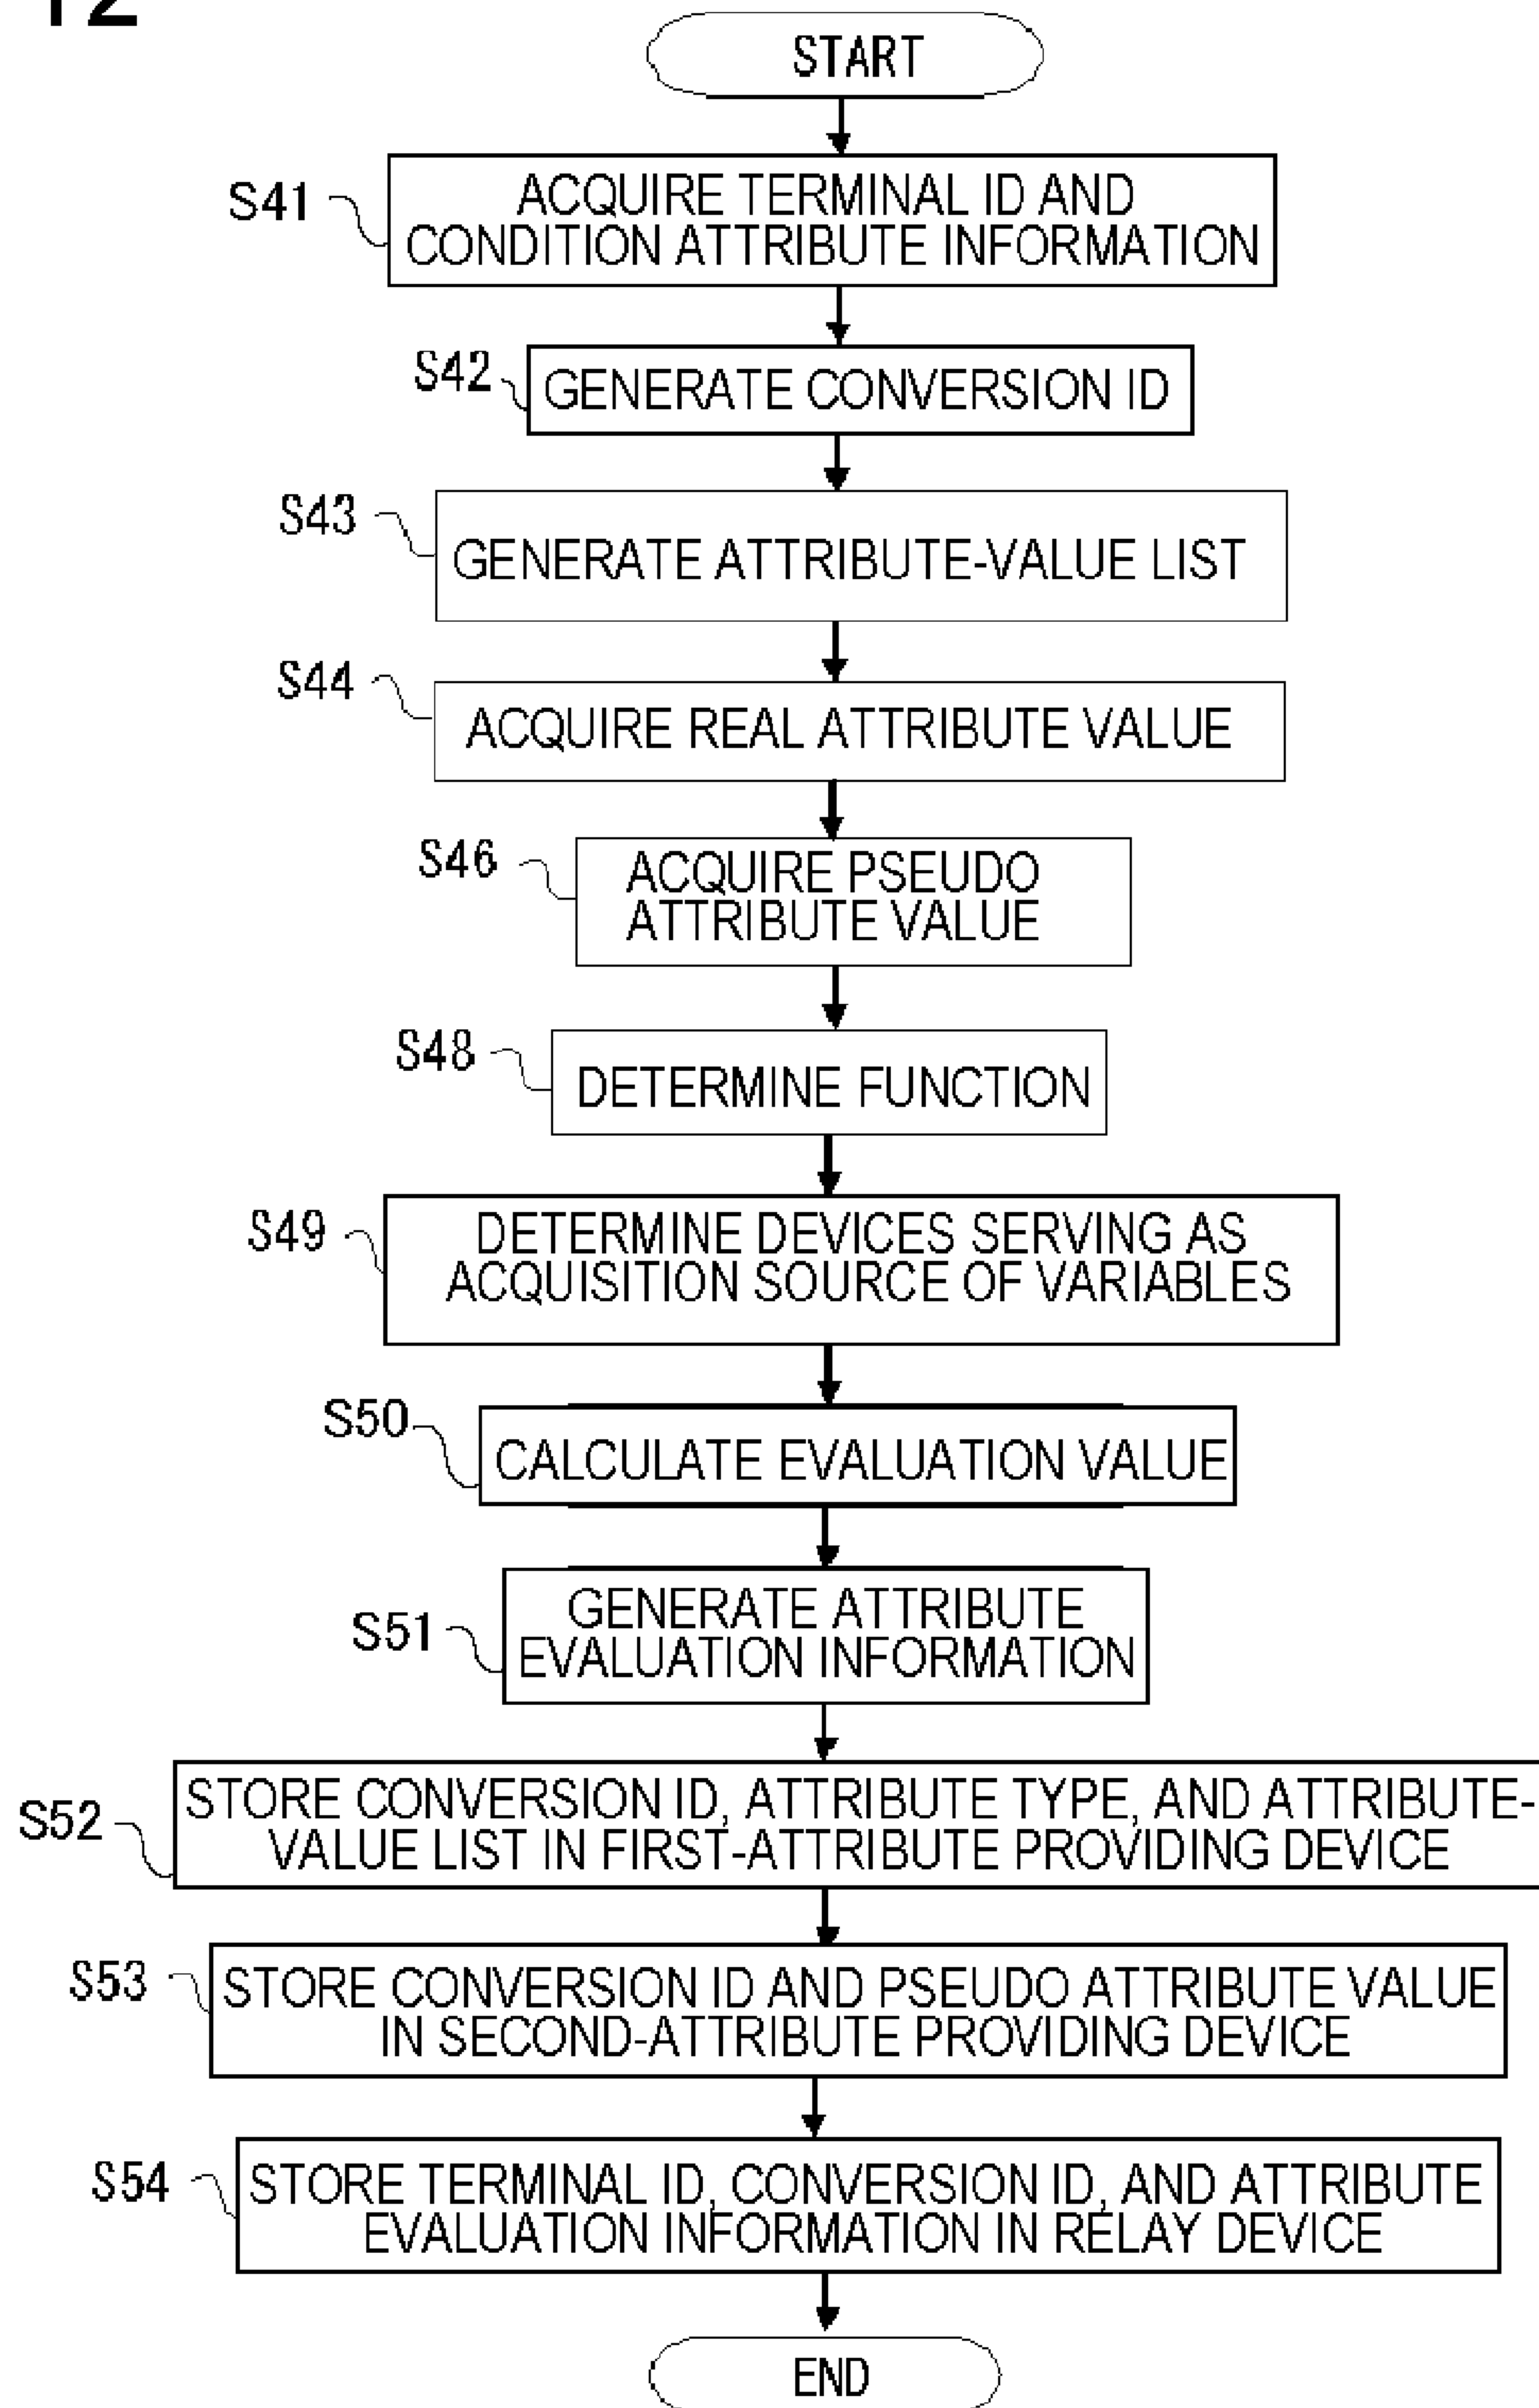 12
START
S41
ACQUIRE TERMINAL ID AND
CONDITION ATTRIBUTE INFORMATION
S42
GENERATE CONVERSION ID
S43
GENERATE ATTRIBUTE-VALUE LIST
S44
ACQUIRE REAL ATTRIBUTE VALUE
S46
ACQUIRE PSEUDO
ATTRIBUTE VALUE
S48
DETERMINE FUNCTION
S49
DETERMINE DEVICES SERVING AS
ACQUISITION SOURCE OF VARIABLES
S50
CALCULATE EVALUATION VALUE
S51
GENERATE ATTRIBUTE
EVALUATION INFORMATION
S52
STORE CONVERSION ID, ATTRIBUTE TYPE, AND ATTRIBUTE-
VALUE LIST IN FIRST-ATTRIBUTE PROVIDING DEVICE
S53
STORE CONVERSION ID AND PSEUDO ATTRIBUTE VALUE
IN SECOND-ATTRIBUTE PROVIDING DEVICE
S54
STORE TERMINAL ID, CONVERSION ID, AND ATTRIBUTE
EVALUATION INFORMATION IN RELAY DEVICE
END